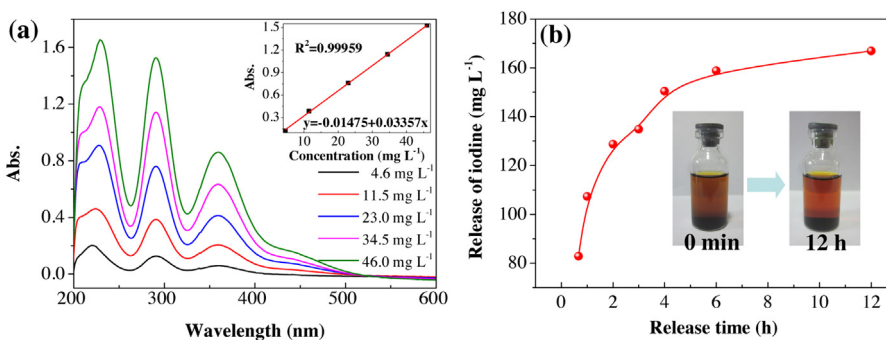 (a)
Abs.
1.6
1.2
0.8
0.4
0.0
200
300
400
500
600
Wavelength (nm)
Abs.
1.5
1.2
0.9
0.6
0.3
R²=0.99959
y=-0.01475+0.03357x
10
20
30
40
Concentration (mg L⁻¹)
4.6 mg L⁻¹
11.5 mg L⁻¹
23.0 mg L⁻¹
34.5 mg L⁻¹
46.0 mg L⁻¹
(b)
Release of iodine (mg L⁻¹)
180
160
140
120
100
80
0
2
4
6
8
10
12
Release time (h)
0 min
12 h